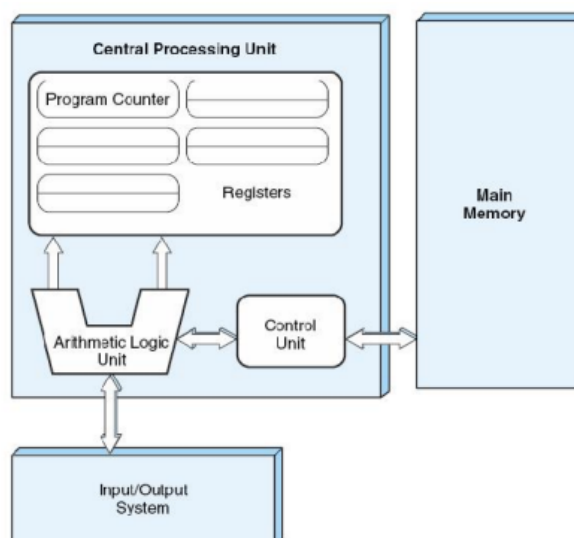 Central Processing Unit
Program Counter
Registers
Main
Memory
Arithmetic Logic
Unit
Control
Unit
Input/Output
System